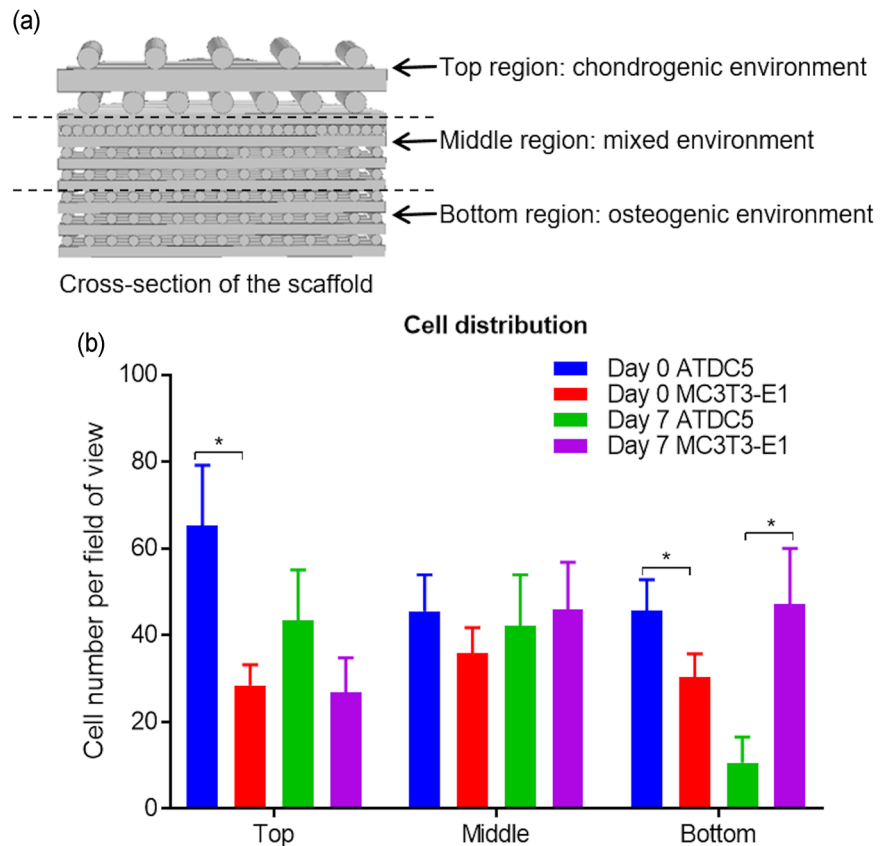 (a)
Top region: chondrogenic environment
Middle region: mixed environment
Bottom region: osteogenic environment
Cross-section of the scaffold
(b)
Cell distribution
Day 0 ATDC5
Day 0 MC3T3-E1
Day 7 ATDC5
Day 7 MC3T3-E1
Cell number per field of view
100
80
60
40
20
0
*
*
*
Top
Middle
Bottom